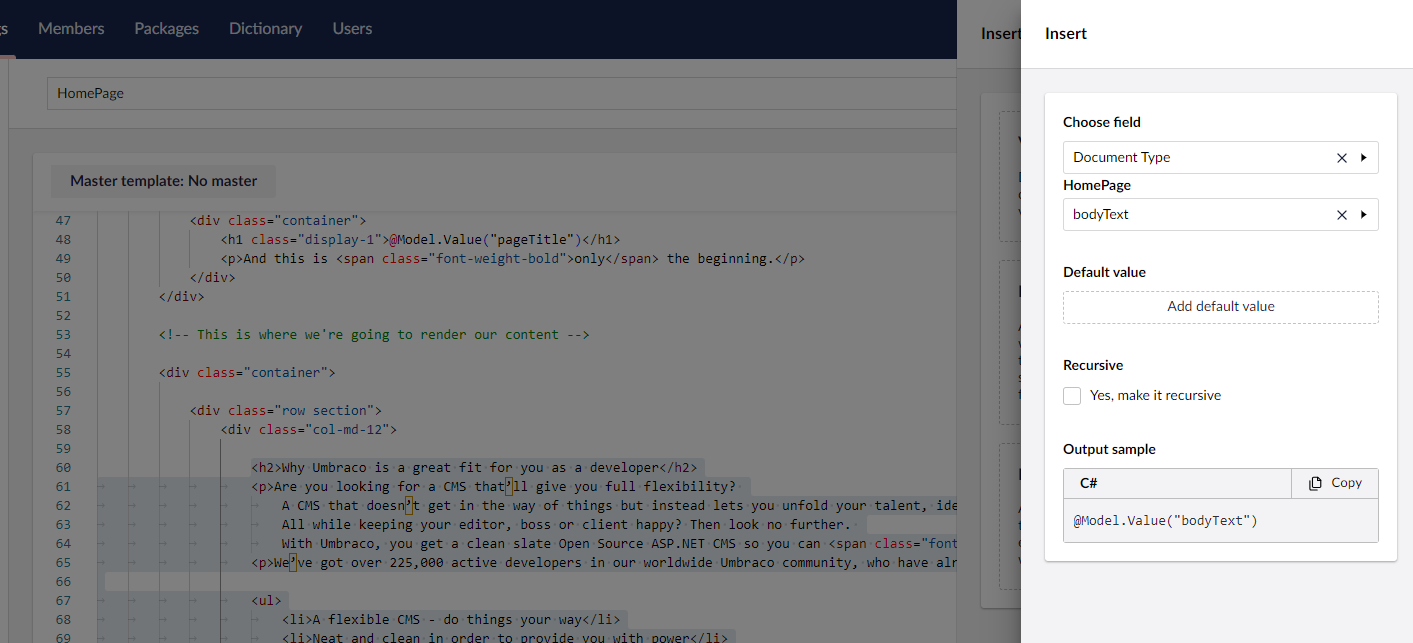 s Members Packages Dictionary Users
Insert
Insert
HomePage
Master template: No master
47 <div class="container">
48 <h1 class="display-1">@Model.Value("pageTitle")</h1>
49 <p>And this is <span class="font-weight-bold">only</span> the beginning.</p>
50 </div>
51 </div>
52
53 <!-- This is where we're going to render our content -->
54
55 <div class="container">
56
57 <div class="row section">
58 <div class="col-md-12">
59
60 <h2>Why Umbraco is a great fit for you as a developer</h2>
61 <p>Are you looking for a CMS that’ll give you full flexibility?
62 A CMS that doesn’t get in the way of things but instead lets you unfold your talent, ide
63 All while keeping your editor, boss or client happy? Then look no further.
64 With Umbraco, you get a clean slate Open Source ASP.NET CMS so you can <span class="font
65 <p>We’ve got over 225,000 active developers in our worldwide Umbraco community, who have alr
66
67 <ul>
68 <li>A flexible CMS - do things your way</li>
69 <li>Neat and clean in order to provide you with power</li>
Choose field
Document Type
HomePage
bodyText
Default value
Add default value
Recursive
Yes, make it recursive
Output sample
C# Copy
@Model.Value("bodyText")